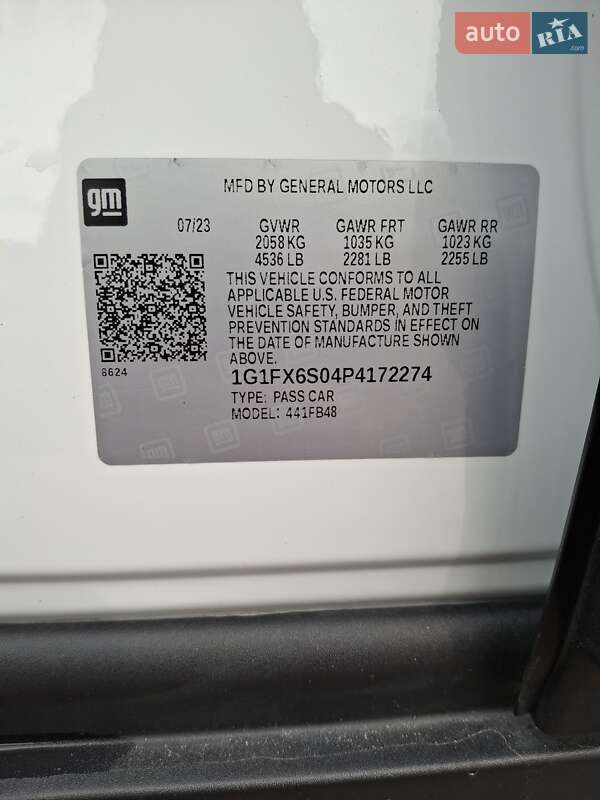 auto RIA .com
gm
MFD BY GENERAL MOTORS LLC
07/23 GVWR GAWR FRT GAWR RR
2058 KG 1035 KG 1023 KG
4536 LB 2281 LB 2255 LB
THIS VEHICLE CONFORMS TO ALL
APPLICABLE U.S. FEDERAL MOTOR
VEHICLE SAFETY, BUMPER, AND THEFT
PREVENTION STANDARDS IN EFFECT ON
THE DATE OF MANUFACTURE SHOWN
ABOVE.
8624
1G1FX6S04P4172274
TYPE: PASS CAR
MODEL: 441FB48